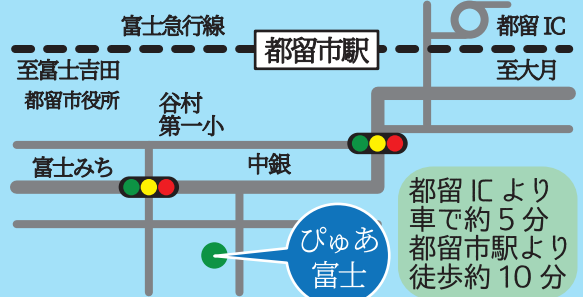 富士急行線
都留IC
都留市駅
至富士吉田
至大月
都留市役所
谷村
第一小
富士みち
中銀
ぴゅあ
富士
都留ICより
車で約5分
都留市駅より
徒歩約10分